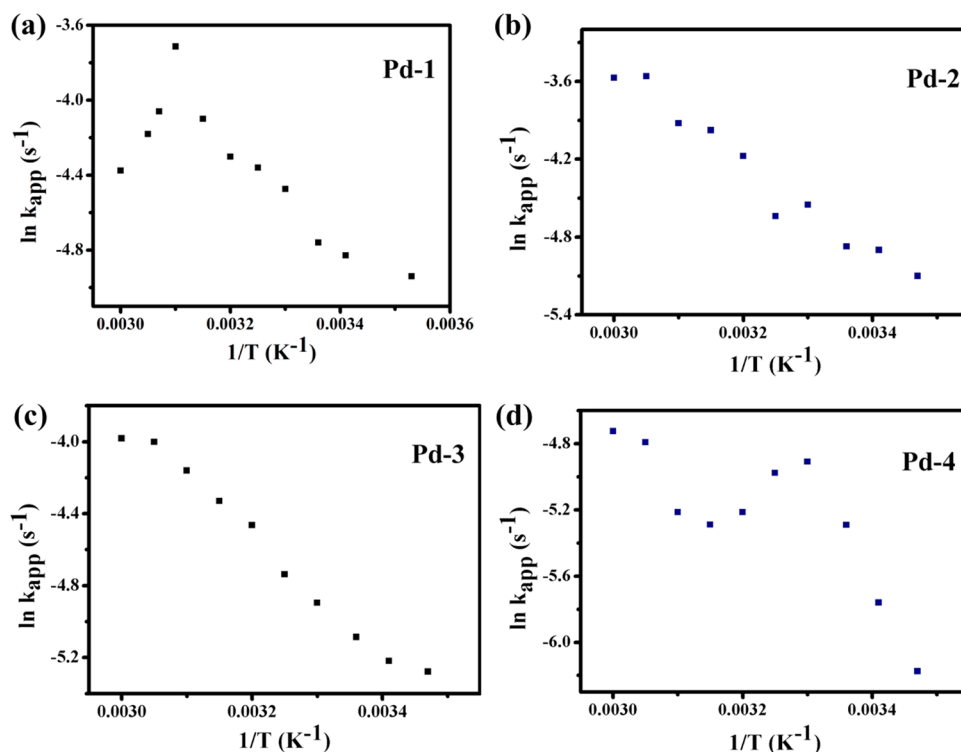 (a)
Pd-1
ln k_app (s⁻¹)
-3.6
-4.0
-4.4
-4.8
0.0030 0.0032 0.0034 0.0036
1/T (K⁻¹)
(b)
Pd-2
ln k_app (s⁻¹)
-3.6
-4.2
-4.8
-5.4
0.0030 0.0032 0.0034
1/T (K⁻¹)
(c)
Pd-3
ln k_app (s⁻¹)
-4.0
-4.4
-4.8
-5.2
0.0030 0.0032 0.0034
1/T (K⁻¹)
(d)
Pd-4
ln k_app (s⁻¹)
-4.8
-5.2
-5.6
-6.0
0.0030 0.0032 0.0034
1/T (K⁻¹)